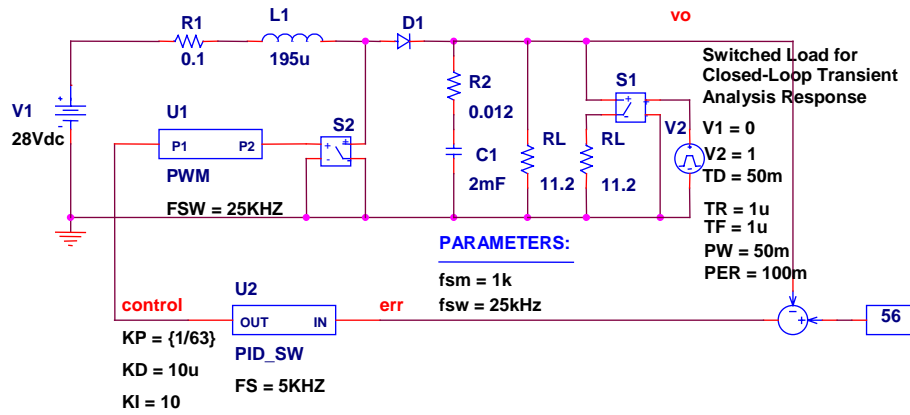 vo
R1
L1
D1
0.1
195u
Switched Load for
Closed-Loop Transient
Analysis Response
V1
28Vdc
U1
P1
P2
PWM
FSW = 25KHZ
S2
R2
0.012
C1
2mF
RL
11.2
S1
RL
11.2
V2
V1 = 0
V2 = 1
TD = 50m
TR = 1u
TF = 1u
PW = 50m
PER = 100m
PARAMETERS:
fsm = 1k
fsw = 25kHz
control
U2
err
OUT
IN
56
KP = {1/63}
PID_SW
KD = 10u
FS = 5KHZ
KI = 10